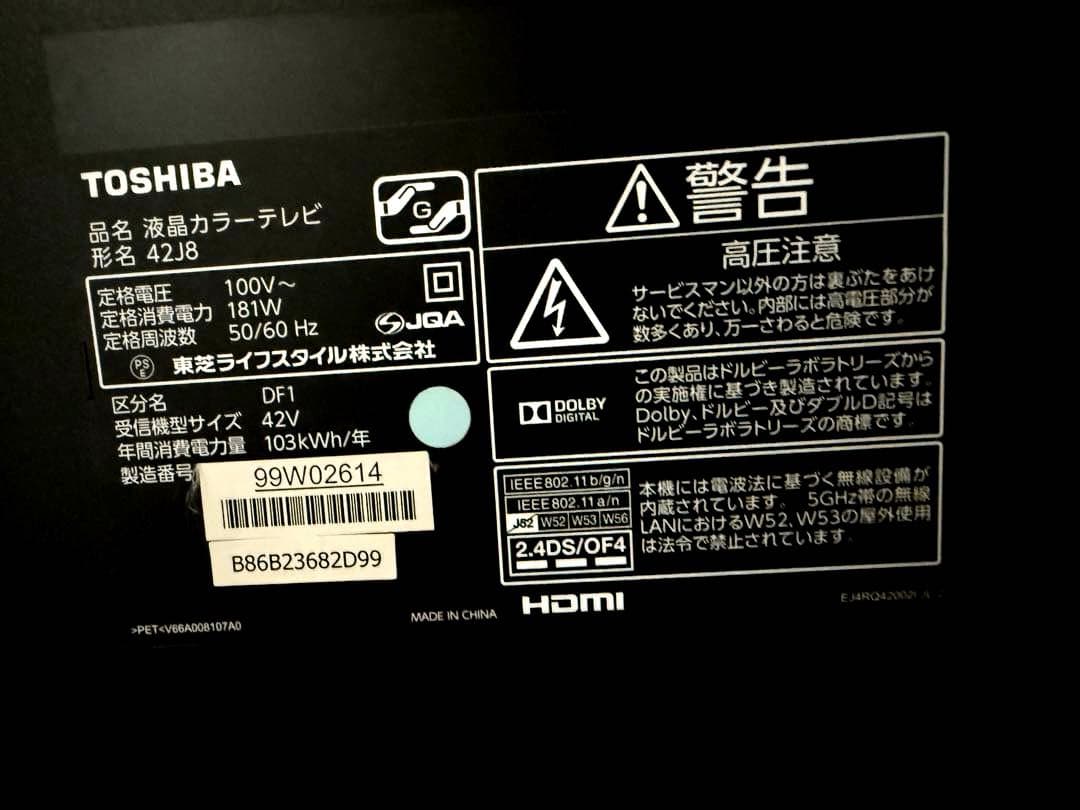 TOSHIBA
品名 液晶カラーテレビ
形名 42J8
G
定格電圧 100V～
定格消費電力 181W
定格周波数 50/60 Hz
JQA
PS
E
東芝ライフスタイル株式会社
区分名 DF1
受信機型サイズ 42V
年間消費電力量 103kWh/年
製造番号
99W02614
B86B23682D99
>PET<V66A008107A0
MADE IN CHINA
警告
高圧注意
サービスマン以外の方は裏ぶたをあけ
ないでください。内部には高電圧部分が
数多くあり、万一さわると危険です。
DOLBY
DIGITAL
この製品はドルビーラボラトリーズから
の実施権に基づき製造されています。
Dolby、ドルビー及びダブルD記号は
ドルビーラボラトリーズの商標です。
IEEE802.11b/g/n
IEEE802.11a/n
J52 W52 W53 W56
2.4DS/OF4
本機には電波法に基づく無線設備が
内蔵されています。 5GHz帯の無線
LANにおけるW52、W53の屋外使用
は法令で禁止されています。
HDMI